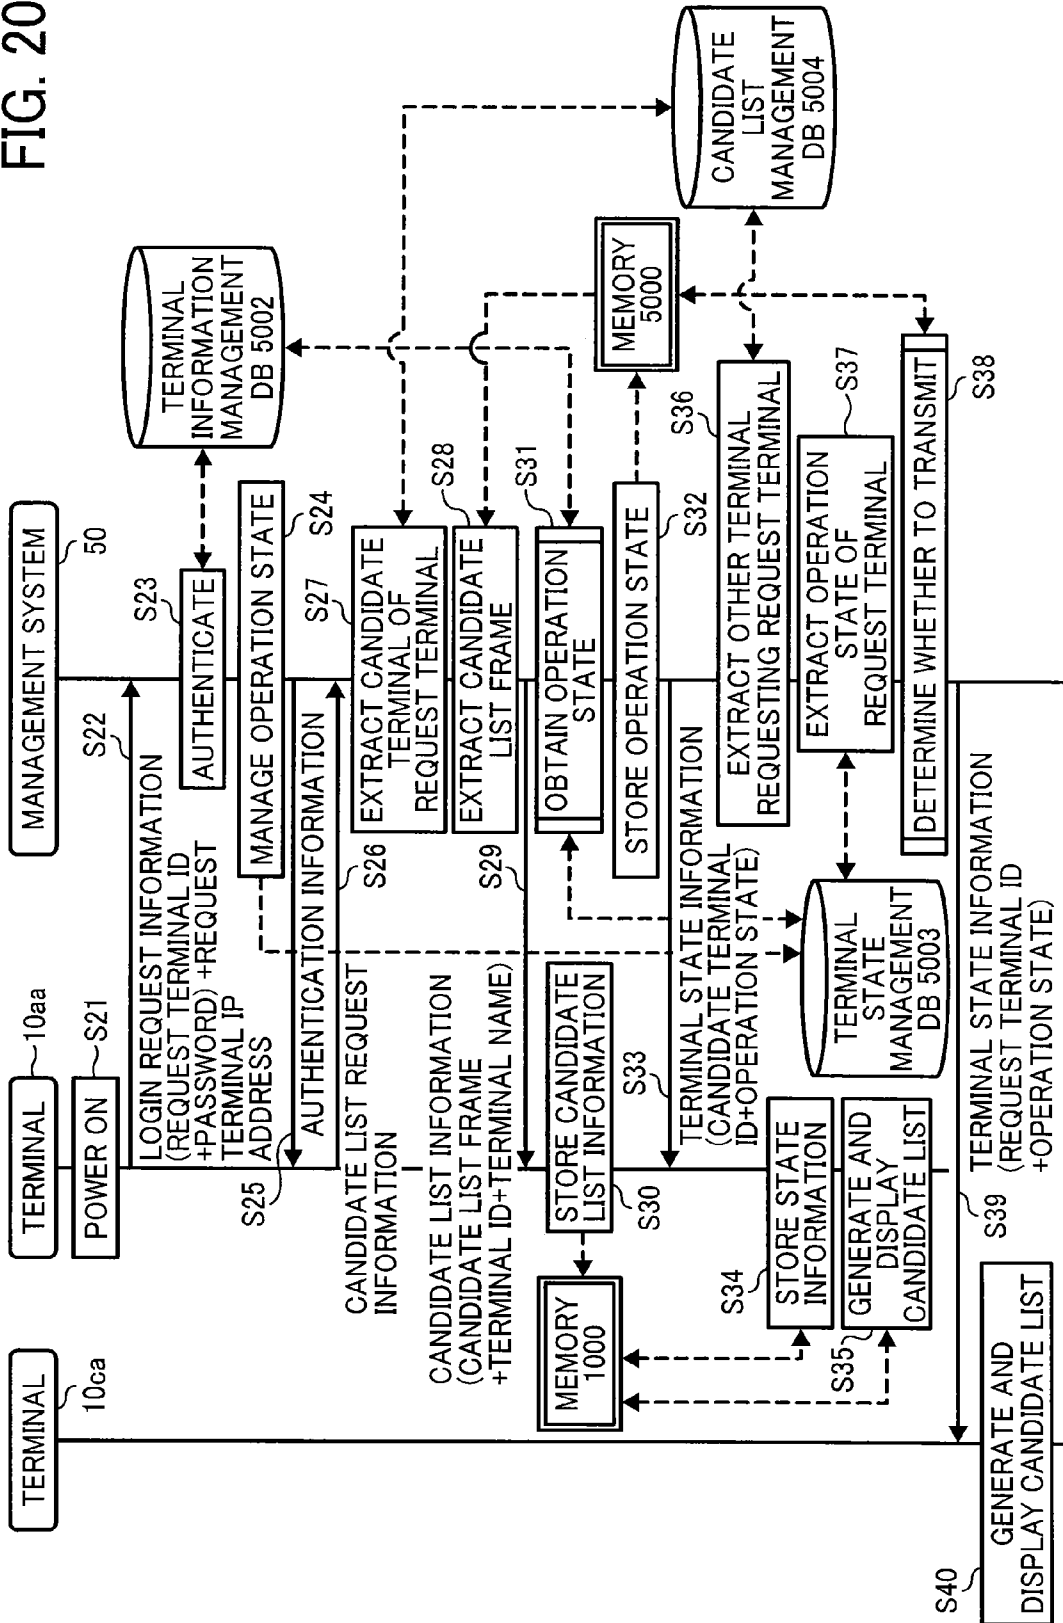 FIG. 20
TERMINAL
10ca
TERMINAL
10aa
MANAGEMENT SYSTEM
50
POWER ON
S21
S22
LOGIN REQUEST INFORMATION
(REQUEST TERMINAL ID
+PASSWORD) +REQUEST
TERMINAL IP
ADDRESS
AUTHENTICATE
S23
TERMINAL
INFORMATION
MANAGEMENT
DB 5002
MANAGE OPERATION STATE
S24
S25
AUTHENTICATION INFORMATION
S26
CANDIDATE LIST REQUEST
INFORMATION
EXTRACT CANDIDATE
TERMINAL OF
REQUEST TERMINAL
S27
EXTRACT CANDIDATE
LIST FRAME
S28
CANDIDATE LIST INFORMATION
(CANDIDATE LIST FRAME
+TERMINAL ID+TERMINAL NAME)
S29
STORE CANDIDATE
LIST INFORMATION
S30
MEMORY
1000
OBTAIN OPERATION
STATE
S31
STORE OPERATION STATE
S32
MEMORY
5000
CANDIDATE
LIST
MANAGEMENT
DB 5004
S33
TERMINAL STATE INFORMATION
(CANDIDATE TERMINAL
ID+OPERATION STATE)
S34
STORE STATE
INFORMATION
S35
GENERATE AND
DISPLAY
CANDIDATE LIST
TERMINAL
STATE
MANAGEMENT
DB 5003
EXTRACT OTHER TERMINAL
REQUESTING REQUEST TERMINAL
S36
EXTRACT OPERATION
STATE OF
REQUEST TERMINAL
S37
DETERMINE WHETHER TO TRANSMIT
S38
S39
TERMINAL STATE INFORMATION
(REQUEST TERMINAL ID
+OPERATION STATE)
S40
GENERATE AND
DISPLAY CANDIDATE LIST